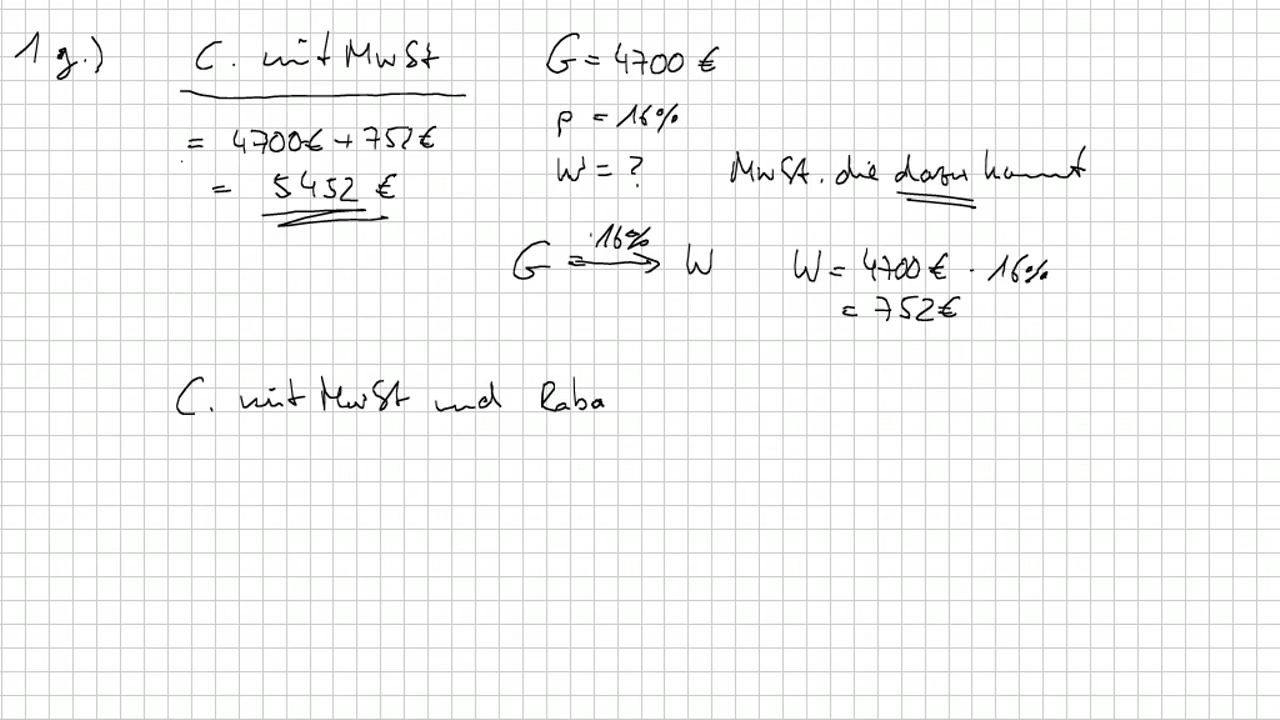 1 g.) C. mit MwSt G = 4700 €
= 4700€ + 752€ p = 16%
= 5452 € W = ? MwSt. die dazu kommt
G ·16% → W W = 4700 € · 16%
= 752€
C. mit MwSt und Raba